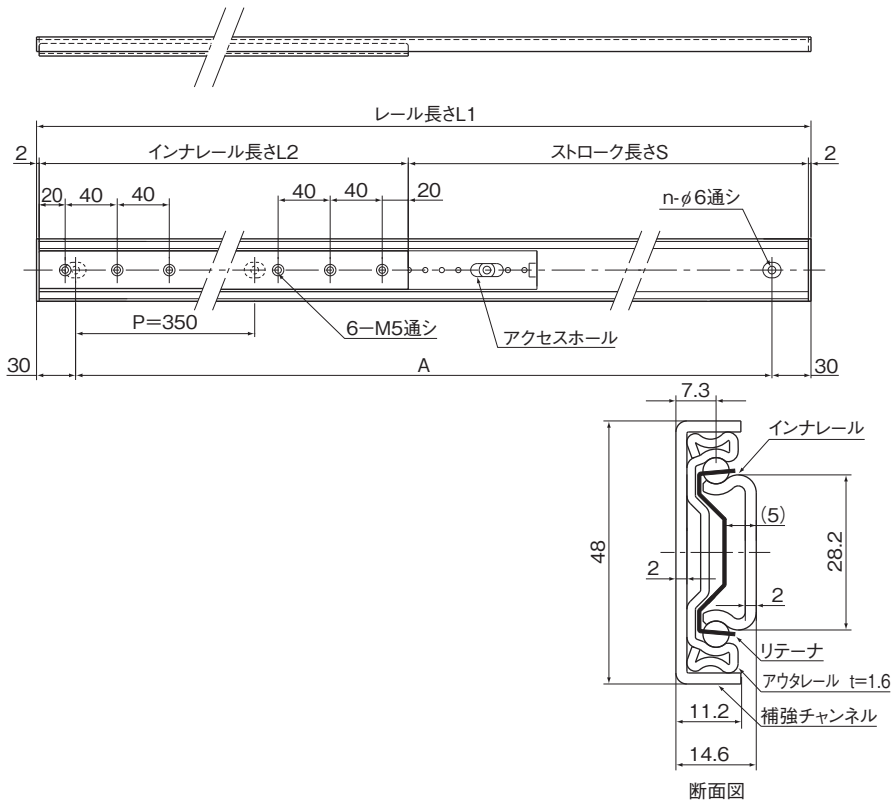 レール長さL1
2
インナレール長さL2
ストローク長さS
2
20
40
40
40
40
20
n-φ6通シ
P=350
6-M5通シ
アクセスホール
30
A
30
7.3
インナレール
48
(5)
28.2
2
2
リテーナ
アウタレール t=1.6
11.2
補強チャンネル
14.6
断面図